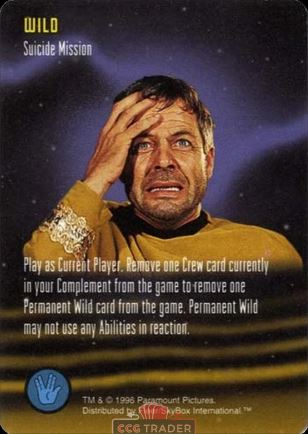 WILD
Suicide Mission
Play as Current Player. Remove one Crew card currently
in your Complement from the game to remove one
Permanent Wild card from the game. Permanent Wild
may not use any Abilities in reaction.
TM & © 1996 Paramount Pictures.
Distributed by SkyBox International.™
CCG TRADER